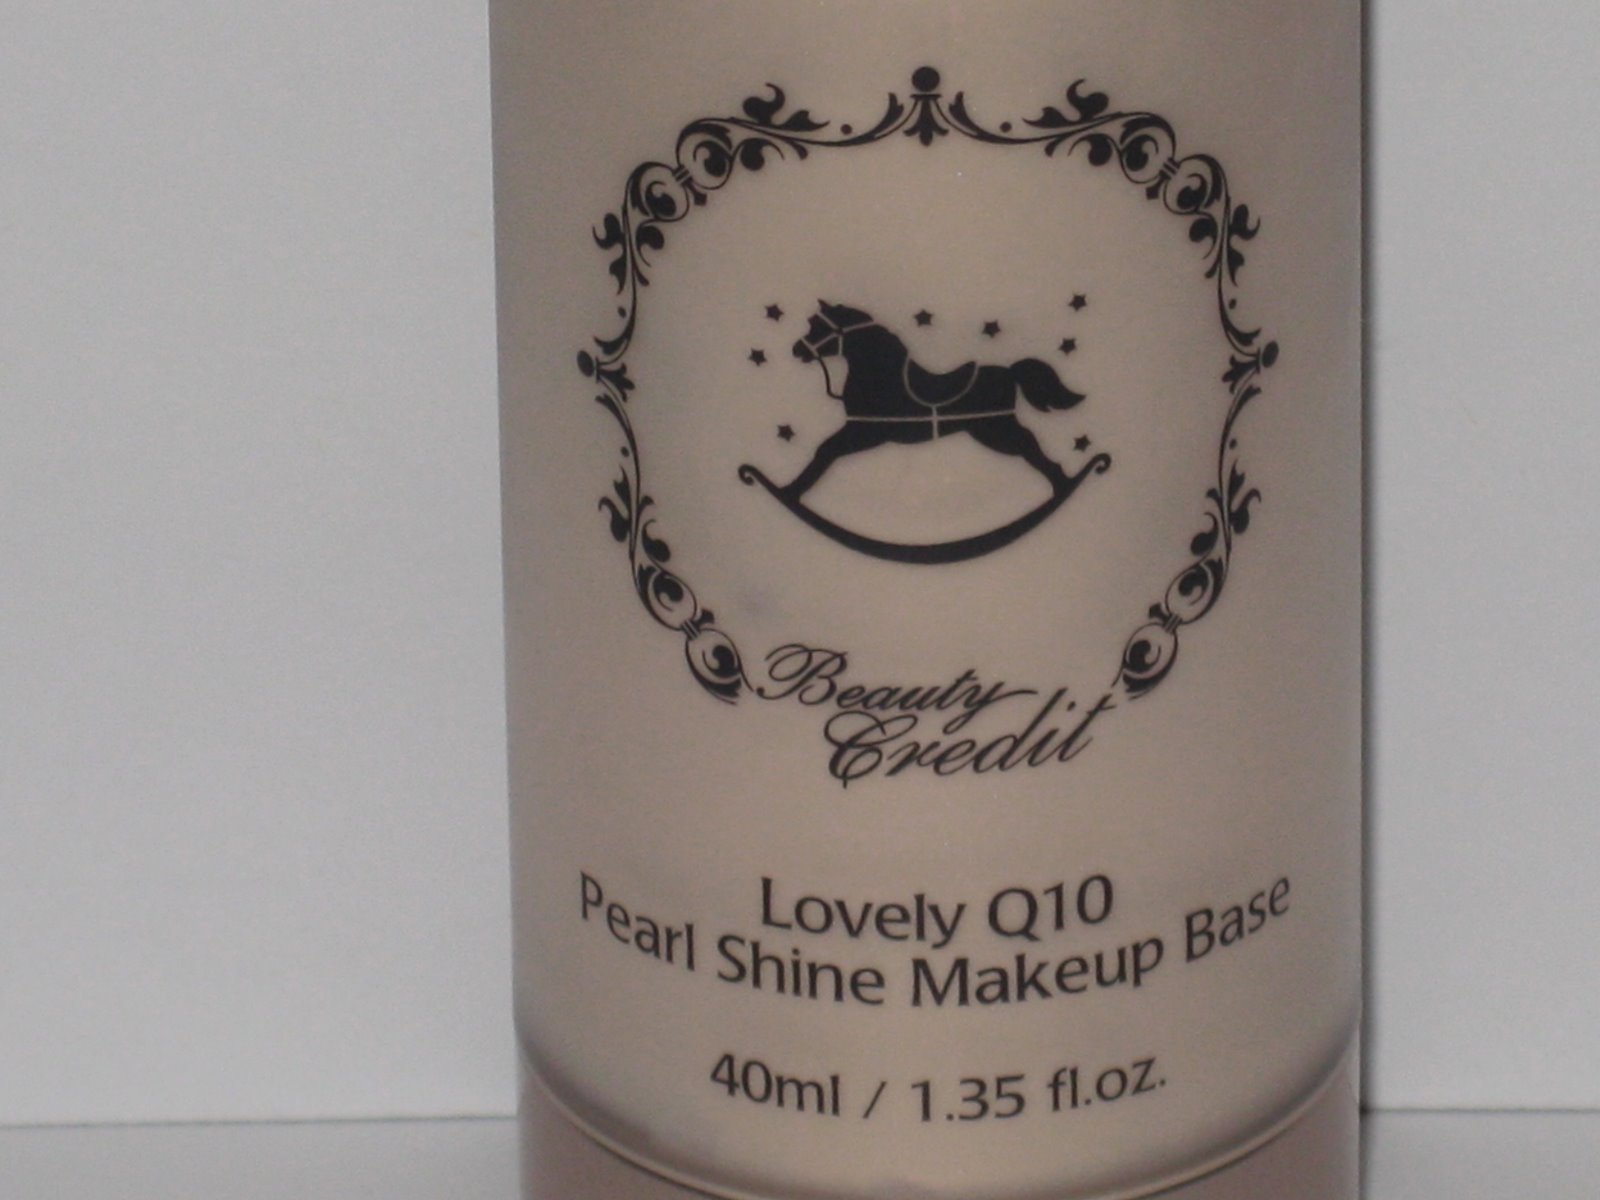 Beauty
Credit
Lovely Q10
Pearl Shine Makeup Base
40ml / 1.35 fl.oz.